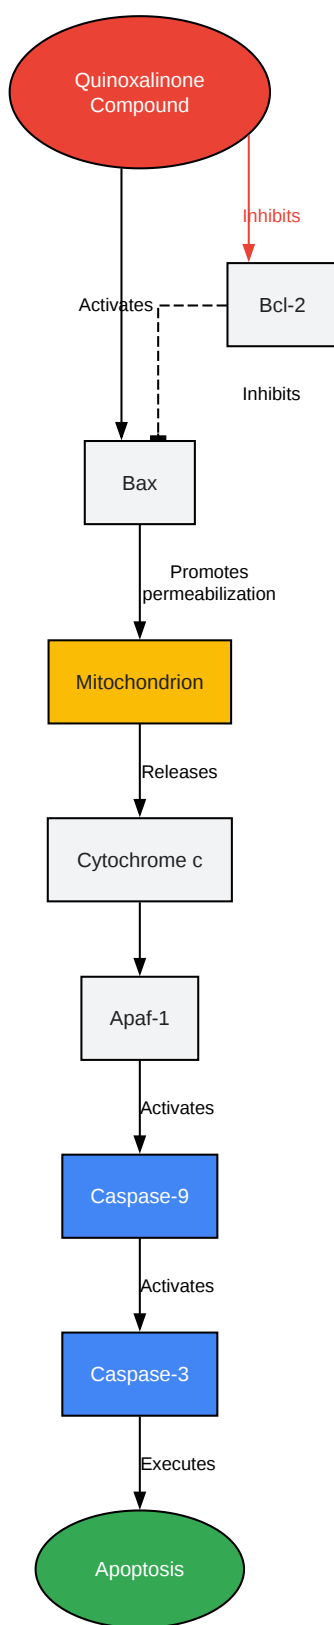 Quinoxalinone
Compound
Inhibits
Activates
Bcl-2
Inhibits
Bax
Promotes
permeabilization
Mitochondrion
Releases
Cytochrome c
Apaf-1
Activates
Caspase-9
Activates
Caspase-3
Executes
Apoptosis